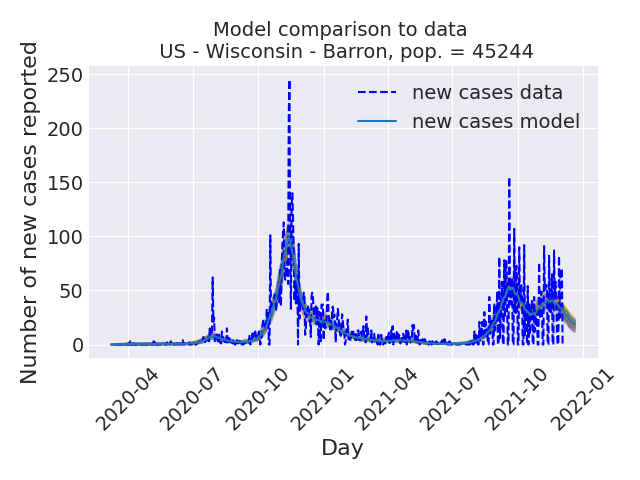 Model comparison to data
US - Wisconsin - Barron, pop. = 45244
Number of new cases reported
250
200
150
100
50
0
new cases data
new cases model
2020-04
2020-07
2020-10
2021-01
2021-04
2021-07
2021-10
2022-01
Day